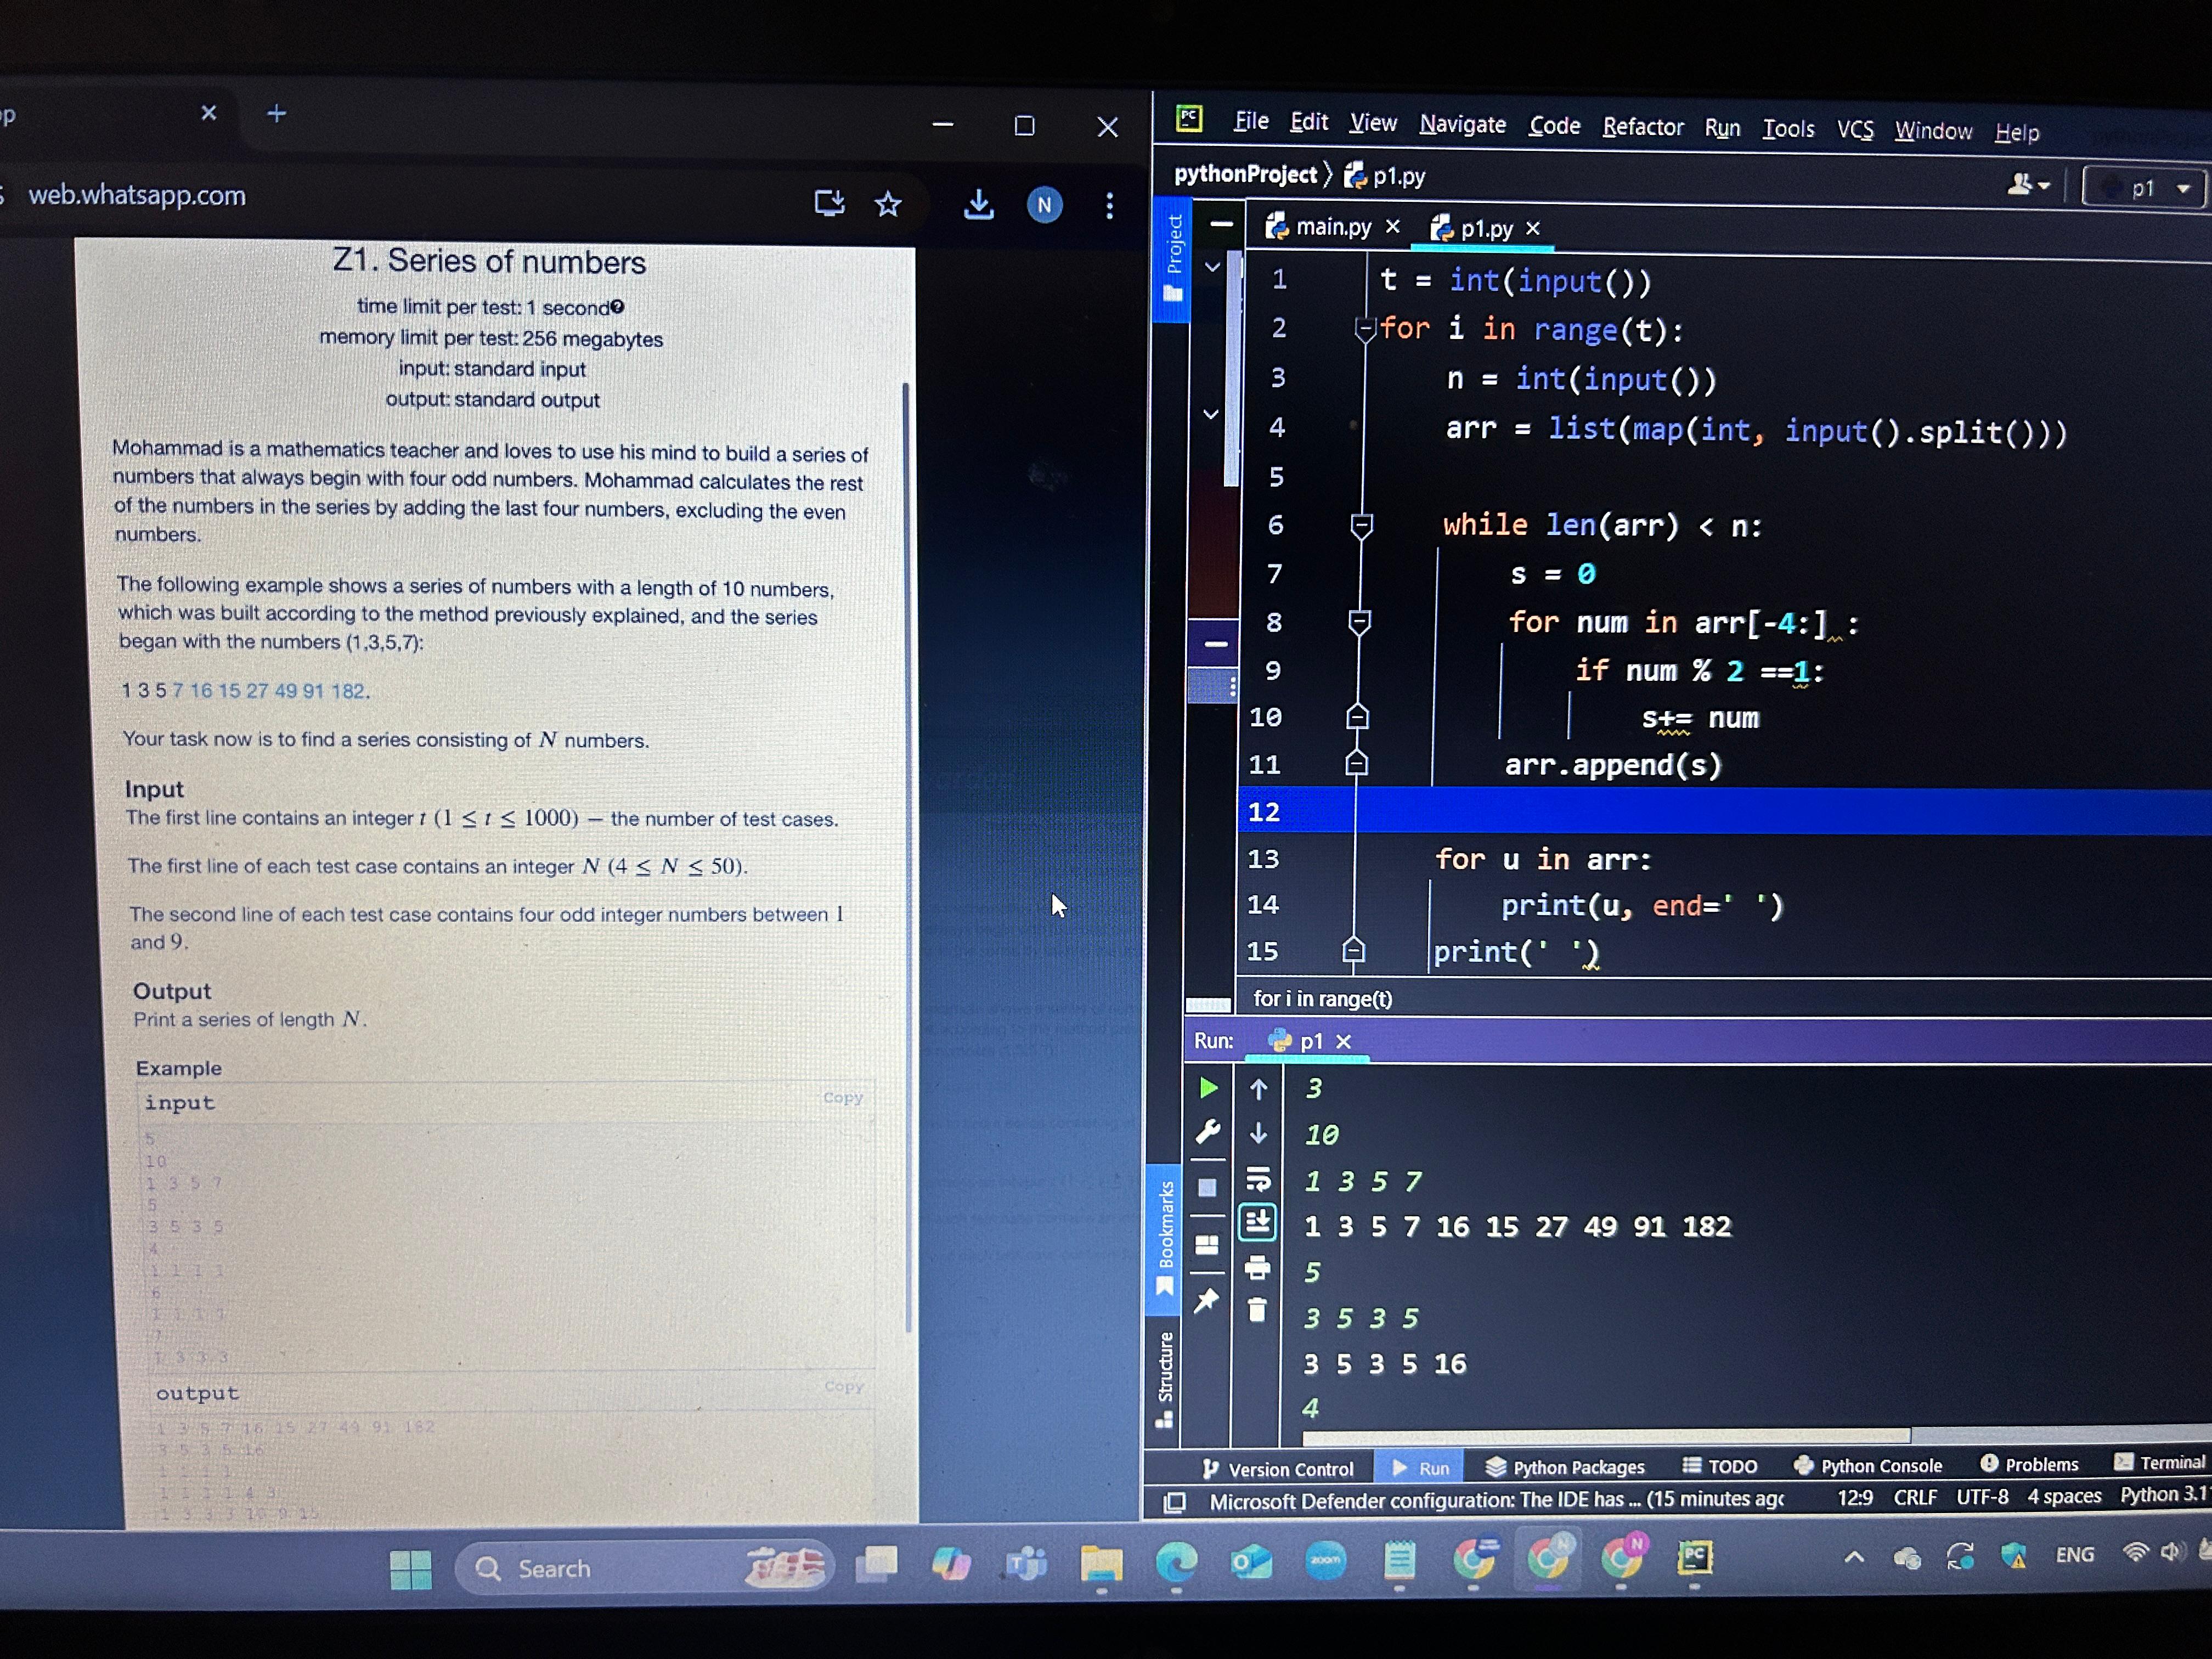 web.whatsapp.com
N
Z1. Series of numbers
time limit per test: 1 second
memory limit per test: 256 megabytes
input: standard input
output: standard output
Mohammad is a mathematics teacher and loves to use his mind to build a series of
numbers that always begin with four odd numbers. Mohammad calculates the rest
of the numbers in the series by adding the last four numbers, excluding the even
numbers.
The following example shows a series of numbers with a length of 10 numbers,
which was built according to the method previously explained, and the series
began with the numbers (1,3,5,7):
1 3 5 7 16 15 27 49 91 182.
Your task now is to find a series consisting of N numbers.
Input
The first line contains an integer t (1 ≤ t ≤ 1000) — the number of test cases.
The first line of each test case contains an integer N (4 ≤ N ≤ 50).
The second line of each test case contains four odd integer numbers between 1
and 9.
Output
Print a series of length N.
Example
input
Copy
5
10
1 3 5 7
5
3 5 3 5
4
1 1 1 1
6
1 1 1 1
7
1 3 3 3
output
Copy
1 3 5 7 16 15 27 49 91 182
3 5 3 5 16
1 1 1 1
1 1 1 1 4 3
1 3 3 3 10 9 15
PC
File Edit View Navigate Code Refactor Run Tools VCS Window Help
pythonProject p1.py
p1
Project
main.py
p1.py
1 t = int(input())
2 for i in range(t):
3 n = int(input())
4 arr = list(map(int, input().split()))
5
6 while len(arr) < n:
7 s = 0
8 for num in arr[-4:] :
9 if num % 2 ==1:
10 s+= num
11 arr.append(s)
12
13 for u in arr:
14 print(u, end=' ')
15 print(' ')
for i in range(t)
Run: p1
3
10
1 3 5 7
1 3 5 7 16 15 27 49 91 182
5
3 5 3 5
3 5 3 5 16
4
Bookmarks
Structure
Version Control Run Python Packages TODO Python Console Problems Terminal
Microsoft Defender configuration: The IDE has ... (15 minutes ago 12:9 CRLF UTF-8 4 spaces Python 3.1
Search
zoom
N
PC
ENG